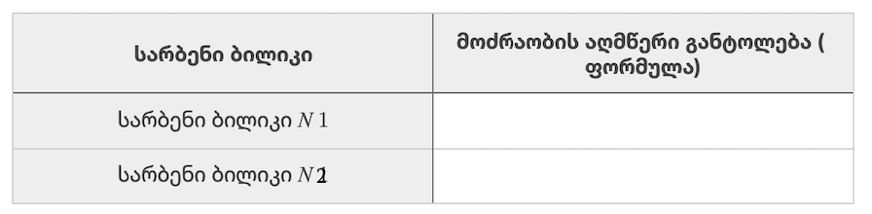 სარბენი ბილიკი
მოძრაობის აღმწერი განტოლება (
ფორმულა)
სარბენი ბილიკი N 1
სარბენი ბილიკი N 2